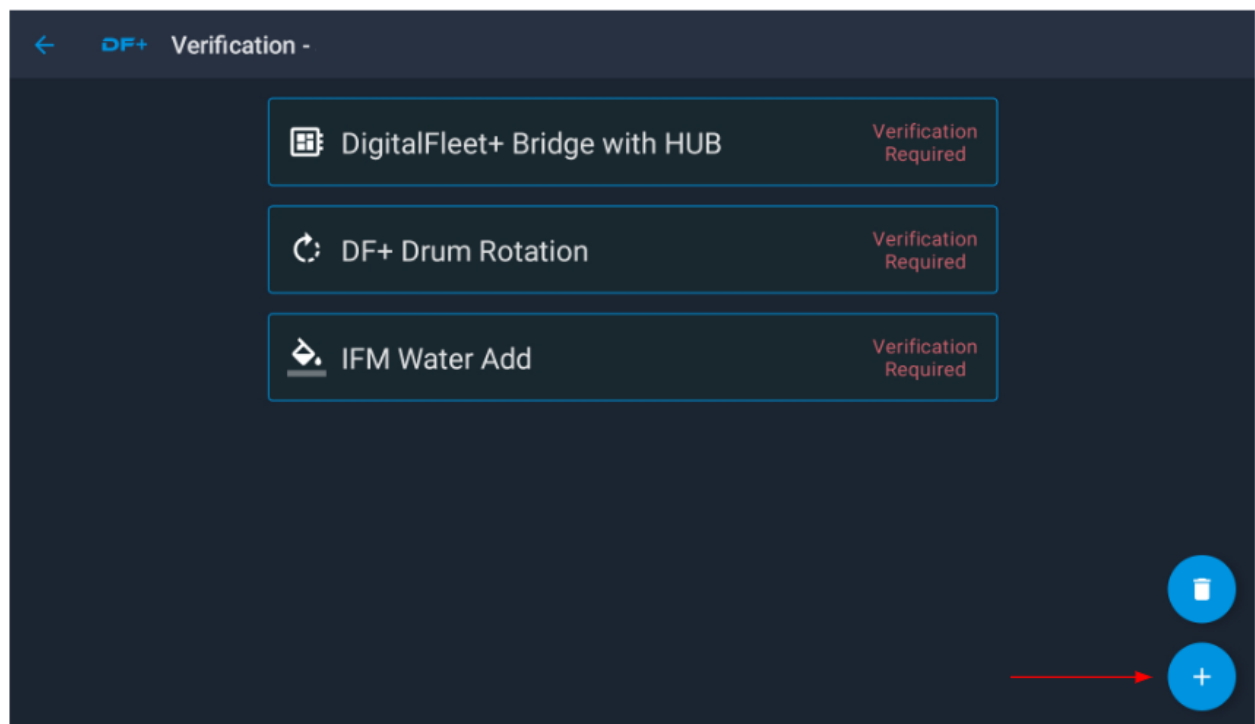 DF+ Verification -
DigitalFleet+ Bridge with HUB
Verification
Required
DF+ Drum Rotation
Verification
Required
IFM Water Add
Verification
Required